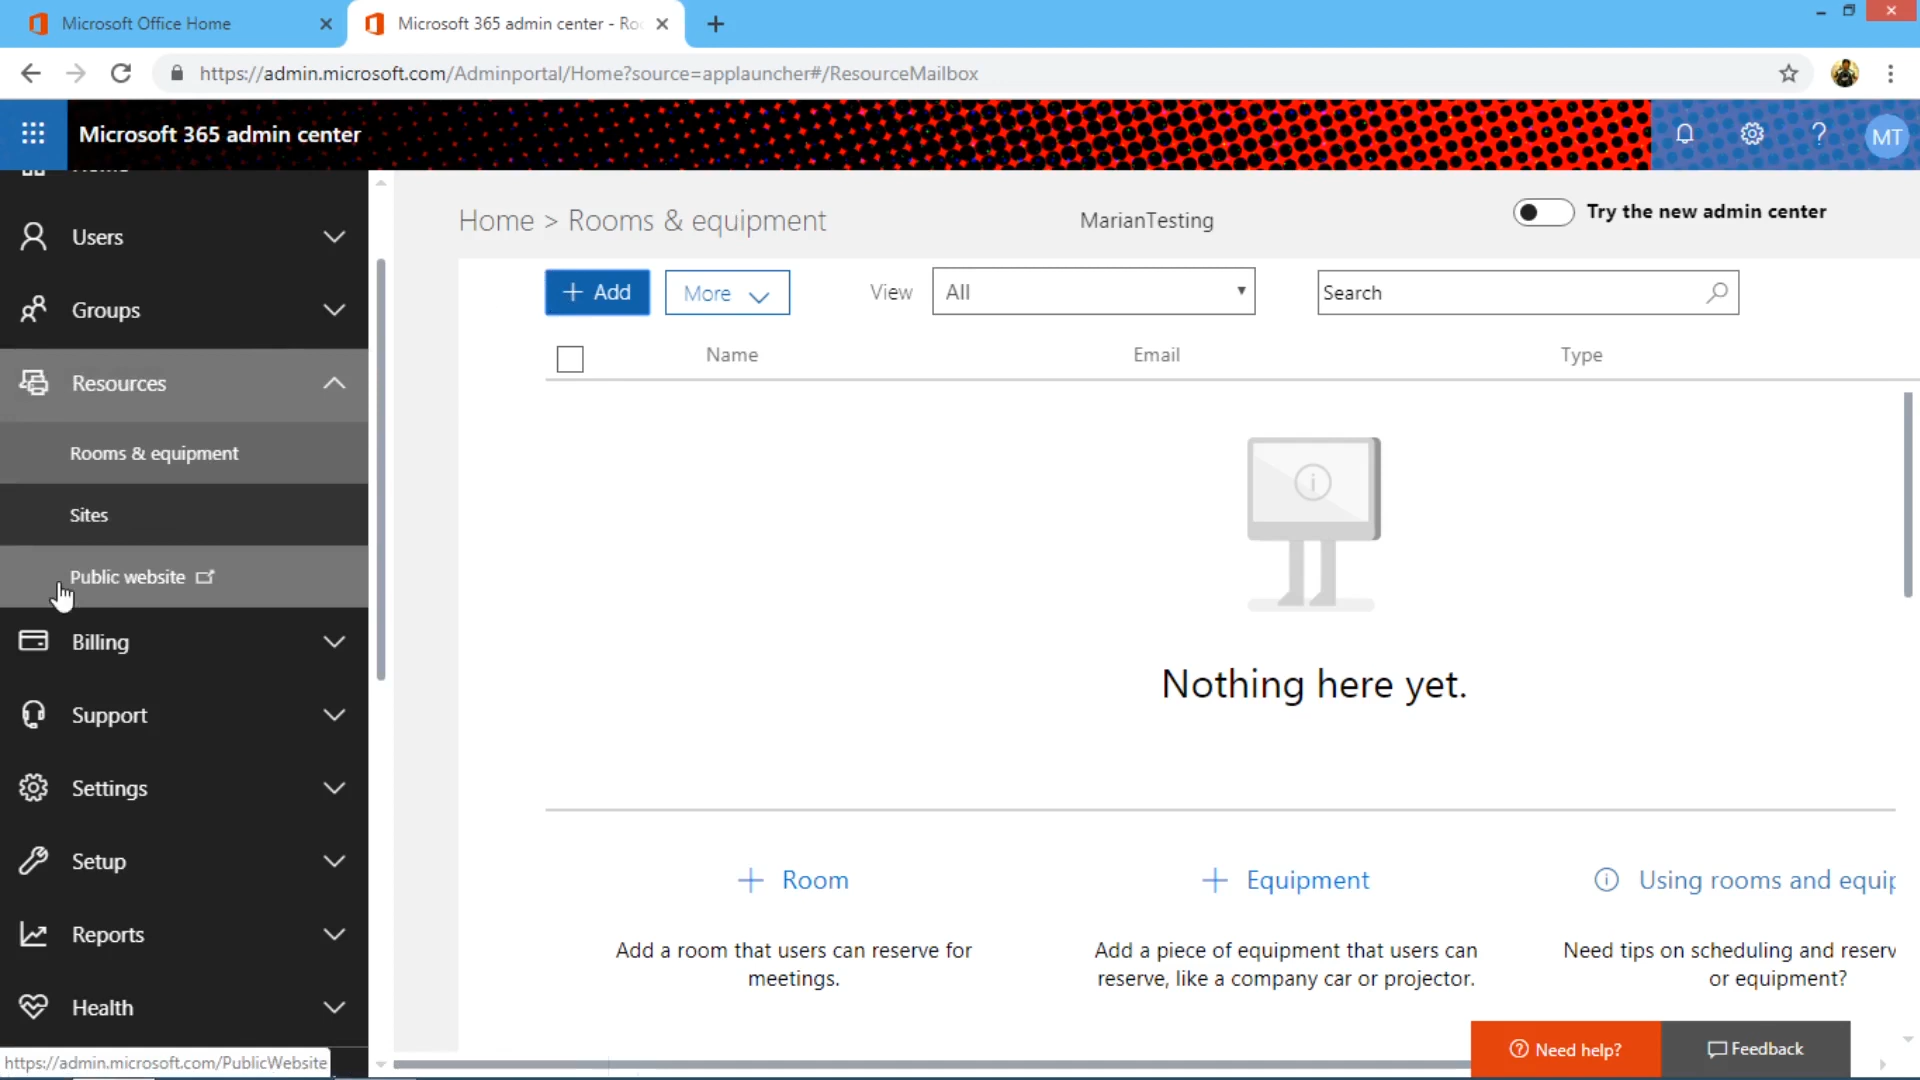 Microsoft Office Home
Microsoft 365 admin center - Roo
https://admin.microsoft.com/Adminportal/Home?source=applauncher#/ResourceMailbox
Microsoft 365 admin center
MT
Home
Users
Groups
Resources
Rooms & equipment
Sites
Public website
Billing
Support
Settings
Setup
Reports
Health
https://admin.microsoft.com/PublicWebsite
Home > Rooms & equipment
MarianTesting
Try the new admin center
+ Add
More
View
All
Search
Name
Email
Type
Nothing here yet.
+ Room
Add a room that users can reserve for
meetings.
+ Equipment
Add a piece of equipment that users can
reserve, like a company car or projector.
Using rooms and equip
Need tips on scheduling and reserv
or equipment?
Need help?
Feedback